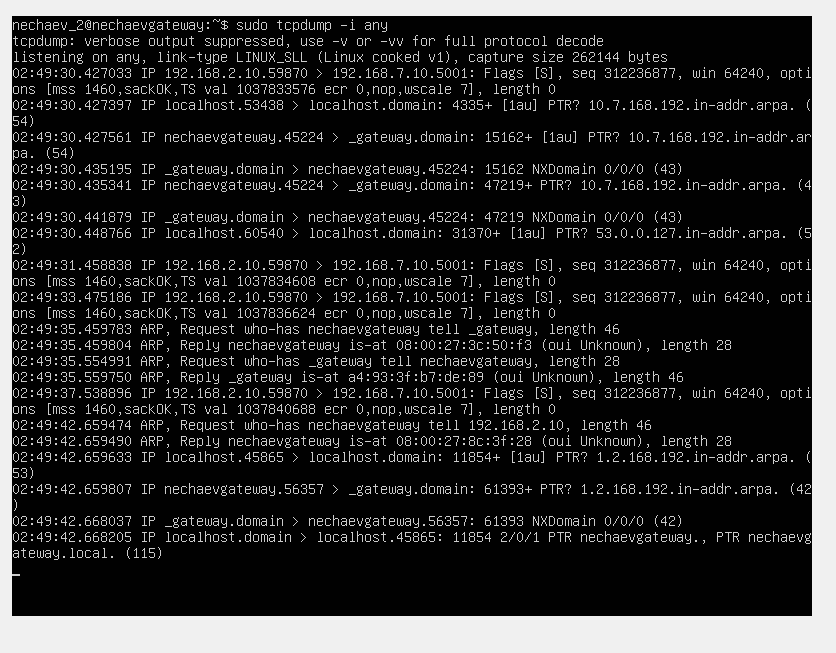 nechaev_2@nechaevgateway:~$ sudo tcpdump -i any
tcpdump: verbose output suppressed, use -v or -vv for full protocol decode
listening on any, link-type LINUX_SLL (Linux cooked v1), capture size 262144 bytes
02:49:30.427033 IP 192.168.2.10.59870 > 192.168.7.10.5001: Flags [S], seq 312236877, win 64240, opti
ons [mss 1460,sackOK,TS val 1037833576 ecr 0,nop,wscale 7], length 0
02:49:30.427397 IP localhost.53438 > localhost.domain: 4335+ [1au] PTR? 10.7.168.192.in-addr.arpa. (
54)
02:49:30.427561 IP nechaevgateway.45224 > _gateway.domain: 15162+ [1au] PTR? 10.7.168.192.in-addr.ar
pa. (54)
02:49:30.435195 IP _gateway.domain > nechaevgateway.45224: 15162 NXDomain 0/0/0 (43)
02:49:30.435341 IP nechaevgateway.45224 > _gateway.domain: 47219+ PTR? 10.7.168.192.in-addr.arpa. (4
3)
02:49:30.441879 IP _gateway.domain > nechaevgateway.45224: 47219 NXDomain 0/0/0 (43)
02:49:30.448766 IP localhost.60540 > localhost.domain: 31370+ [1au] PTR? 53.0.0.127.in-addr.arpa. (5
2)
02:49:31.458838 IP 192.168.2.10.59870 > 192.168.7.10.5001: Flags [S], seq 312236877, win 64240, opti
ons [mss 1460,sackOK,TS val 1037834608 ecr 0,nop,wscale 7], length 0
02:49:33.475186 IP 192.168.2.10.59870 > 192.168.7.10.5001: Flags [S], seq 312236877, win 64240, opti
ons [mss 1460,sackOK,TS val 1037836624 ecr 0,nop,wscale 7], length 0
02:49:35.459783 ARP, Request who-has nechaevgateway tell _gateway, length 46
02:49:35.459804 ARP, Reply nechaevgateway is-at 08:00:27:3c:50:f3 (oui Unknown), length 28
02:49:35.554991 ARP, Request who-has _gateway tell nechaevgateway, length 28
02:49:35.559750 ARP, Reply _gateway is-at a4:93:3f:b7:de:89 (oui Unknown), length 46
02:49:37.538896 IP 192.168.2.10.59870 > 192.168.7.10.5001: Flags [S], seq 312236877, win 64240, opti
ons [mss 1460,sackOK,TS val 1037840688 ecr 0,nop,wscale 7], length 0
02:49:42.659474 ARP, Request who-has nechaevgateway tell 192.168.2.10, length 46
02:49:42.659490 ARP, Reply nechaevgateway is-at 08:00:27:8c:3f:28 (oui Unknown), length 28
02:49:42.659633 IP localhost.45865 > localhost.domain: 11854+ [1au] PTR? 1.2.168.192.in-addr.arpa. (
53)
02:49:42.659807 IP nechaevgateway.56357 > _gateway.domain: 61393+ PTR? 1.2.168.192.in-addr.arpa. (42
)
02:49:42.668037 IP _gateway.domain > nechaevgateway.56357: 61393 NXDomain 0/0/0 (42)
02:49:42.668205 IP localhost.domain > localhost.45865: 11854 2/0/1 PTR nechaevgateway., PTR nechaevg
ateway.local. (115)